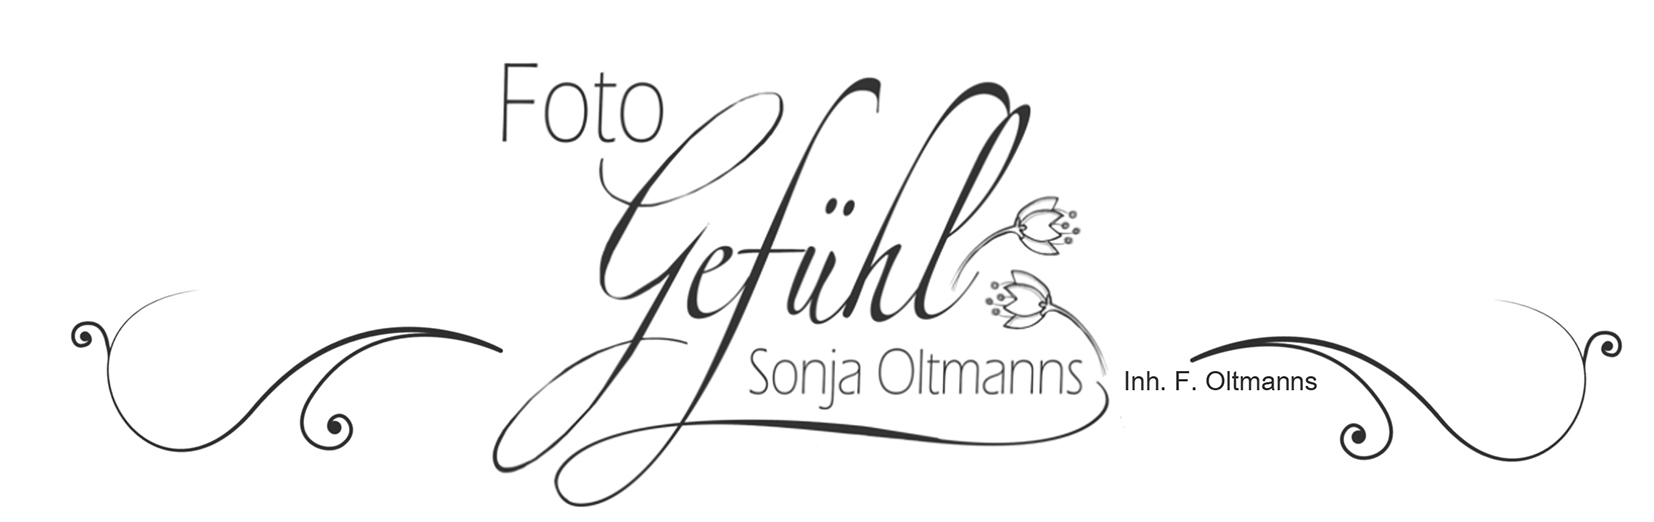 Foto
Gefühl
Sonja Oltmanns
Inh. F. Oltmanns